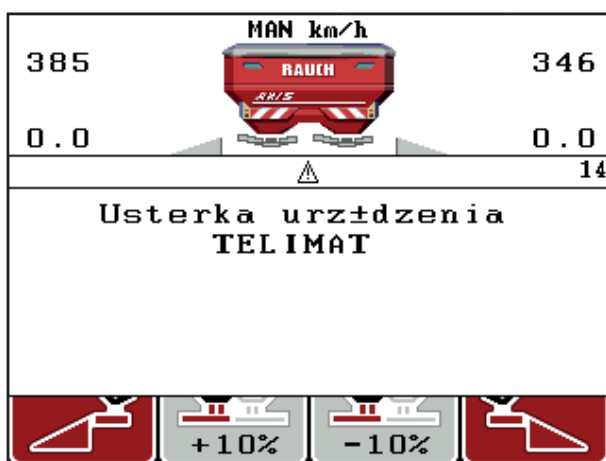 MAN km/h
385
346
RAUCH
AXIS
0.0
0.0
14
Usterka urz±dzenia
TELIMAT
+10%
-10%